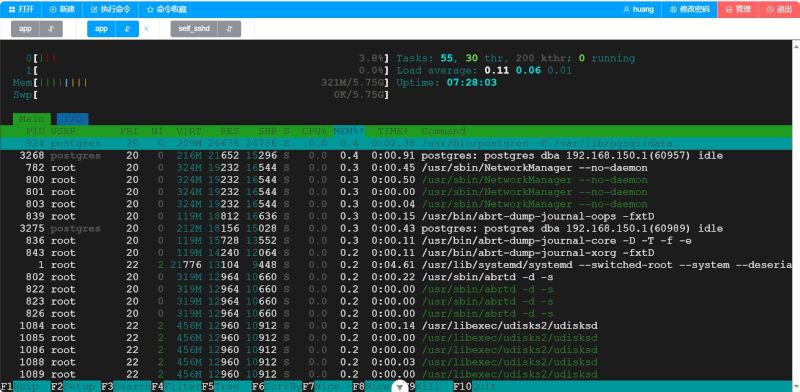 打开 新建 执行命令 命令收藏 huang 修改密码 管理 退出
app app × self_sshd
0[||| 3.8%] Tasks: 55, 30 thr, 200 kthr; 0 running
1[ 0.0%] Load average: 0.11 0.06 0.01
Mem[||||||||| 321M/5.75G] Uptime: 07:28:03
Swp[ 0K/5.75G]
Main I/O
PID USER PRI NI VIRT RES SHR S CPU% MEM%▽ TIME+ Command
924 postgres 20 0 209M 26676 24756 S 0.0 0.4 0:02.38 /usr/bin/postgres -D /var/lib/pgsql/data
3268 postgres 20 0 216M 21652 15296 S 0.0 0.4 0:00.91 postgres: postgres dba 192.168.150.1(60957) idle
782 root 20 0 324M 19232 16544 S 0.0 0.3 0:00.45 /usr/sbin/NetworkManager --no-daemon
800 root 20 0 324M 19232 16544 S 0.0 0.3 0:00.50 /usr/sbin/NetworkManager --no-daemon
801 root 20 0 324M 19232 16544 S 0.0 0.3 0:00.00 /usr/sbin/NetworkManager --no-daemon
803 root 20 0 324M 19232 16544 S 0.0 0.3 0:00.04 /usr/sbin/NetworkManager --no-daemon
839 root 20 0 119M 18812 16636 S 0.0 0.3 0:00.15 /usr/bin/abrt-dump-journal-oops -fxtD
3275 postgres 20 0 212M 18156 15028 S 0.0 0.3 0:00.43 postgres: postgres dba 192.168.150.1(60989) idle
836 root 20 0 119M 15728 13552 S 0.0 0.3 0:00.11 /usr/bin/abrt-dump-journal-core -D -T -f -e
843 root 20 0 119M 14240 12064 S 0.0 0.2 0:00.11 /usr/bin/abrt-dump-journal-xorg -fxtD
1 root 22 2 21776 13104 9448 S 0.0 0.2 0:04.61 /usr/lib/systemd/systemd --switched-root --system --deseria
802 root 20 0 319M 12964 10660 S 0.0 0.2 0:00.22 /usr/sbin/abrtd -d -s
822 root 20 0 319M 12964 10660 S 0.0 0.2 0:00.00 /usr/sbin/abrtd -d -s
823 root 20 0 319M 12964 10660 S 0.0 0.2 0:00.00 /usr/sbin/abrtd -d -s
826 root 20 0 319M 12964 10660 S 0.0 0.2 0:00.00 /usr/sbin/abrtd -d -s
1084 root 22 2 456M 12960 10912 S 0.0 0.2 0:00.14 /usr/libexec/udisks2/udisksd
1085 root 22 2 456M 12960 10912 S 0.0 0.2 0:00.00 /usr/libexec/udisks2/udisksd
1086 root 22 2 456M 12960 10912 S 0.0 0.2 0:00.00 /usr/libexec/udisks2/udisksd
1088 root 22 2 456M 12960 10912 S 0.0 0.2 0:00.03 /usr/libexec/udisks2/udisksd
1089 root 22 2 456M 12960 10912 S 0.0 0.2 0:00.00 /usr/libexec/udisks2/udisksd
F1Help F2Setup F3Search F4Filter F5Tree F6SortBy F7Nice - F8Nice F9Kill F10Quit